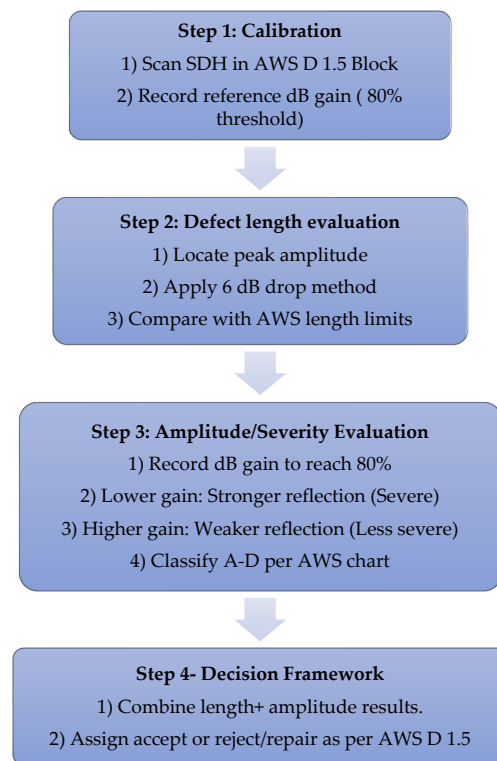 Step 1: Calibration
1) Scan SDH in AWS D 1.5 Block
2) Record reference dB gain ( 80%
threshold)
Step 2: Defect length evaluation
1) Locate peak amplitude
2) Apply 6 dB drop method
3) Compare with AWS length limits
Step 3: Amplitude/Severity Evaluation
1) Record dB gain to reach 80%
2) Lower gain: Stronger reflection (Severe)
3) Higher gain: Weaker reflection (Less severe)
4) Classify A-D per AWS chart
Step 4- Decision Framework
1) Combine length+ amplitude results.
2) Assign accept or reject/repair as per AWS D 1.5